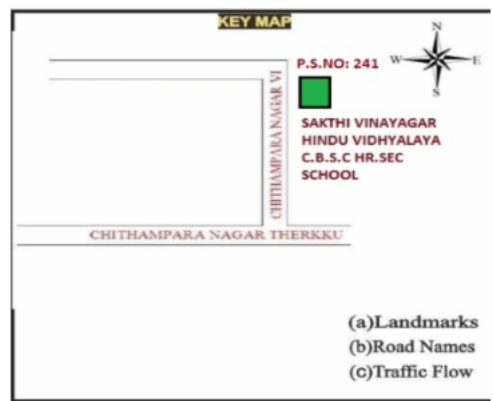 KEY MAP
N
P.S.NO: 241
W
E
S
SAKTHI VINAYAGAR
HINDU VIDHYALAYA
C.B.S.C HR.SEC
SCHOOL
CHITHAMPARA NAGAR VI
CHITHAMPARA NAGAR THERKKU
(a)Landmarks
(b)Road Names
(c)Traffic Flow